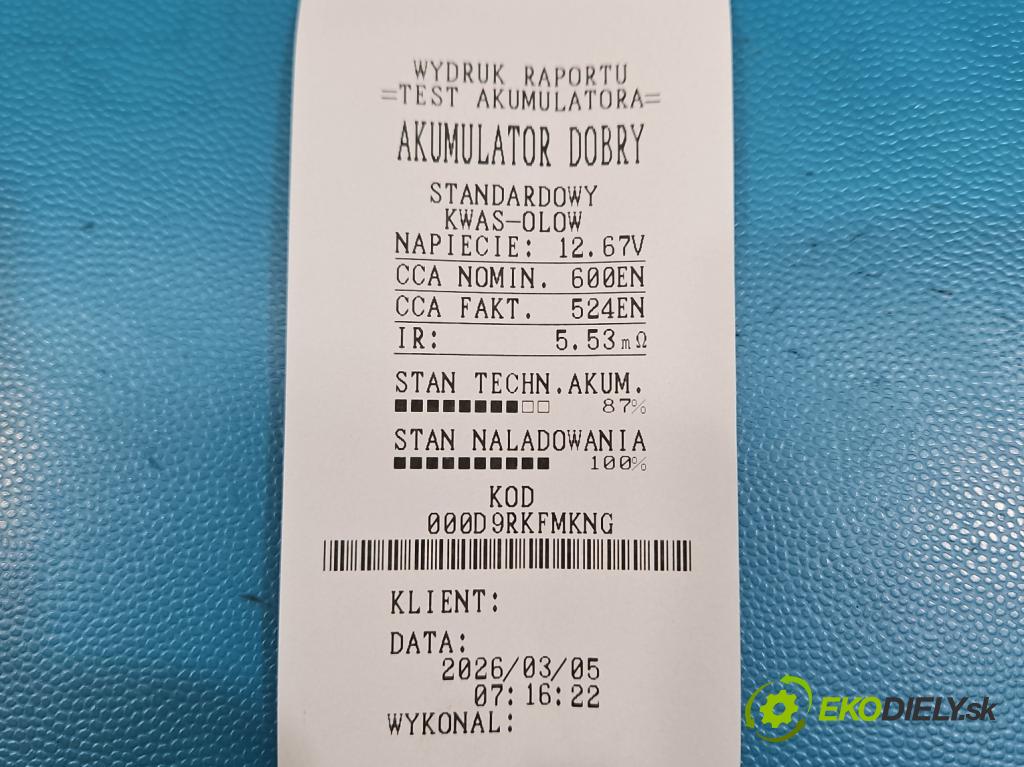 WYDRUK RAPORTU
=TEST AKUMULATORA=
AKUMULATOR DOBRY
STANDARDOWY
KWAS-OLOW
NAPIECIE: 12.67V
CCA NOMIN. 600EN
CCA FAKT. 524EN
IR: 5.53mΩ
STAN TECHN.AKUM.
■■■■■■■■□□ 87%
STAN NALADOWANIA
■■■■■■■■■■ 100%
KOD
000D9RKFMKNG
KLIENT:
DATA:
2026/03/05
07:16:22
WYKONAL:
EKODIELY.sk